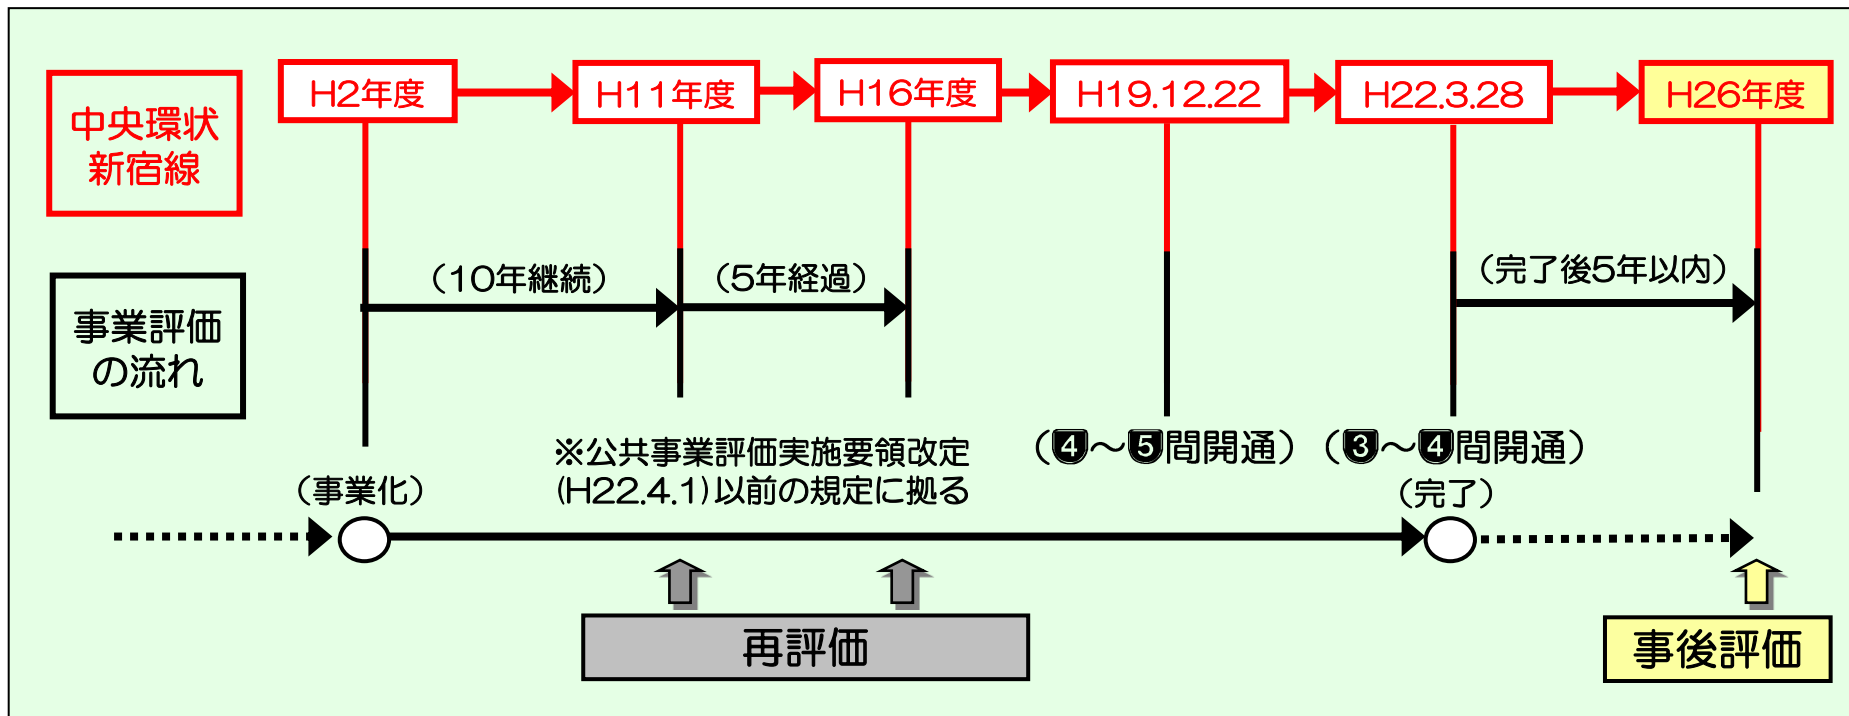 中央環状
新宿線
H2年度
H11年度
H16年度
H19.12.22
H22.3.28
H26年度
事業評価
の流れ
（10年継続）
（5年経過）
（完了後5年以内）
（4～5間開通）
（3～4間開通）
※公共事業評価実施要領改定
(H22.4.1)以前の規定に拠る
（事業化）
（完了）
再評価
事後評価